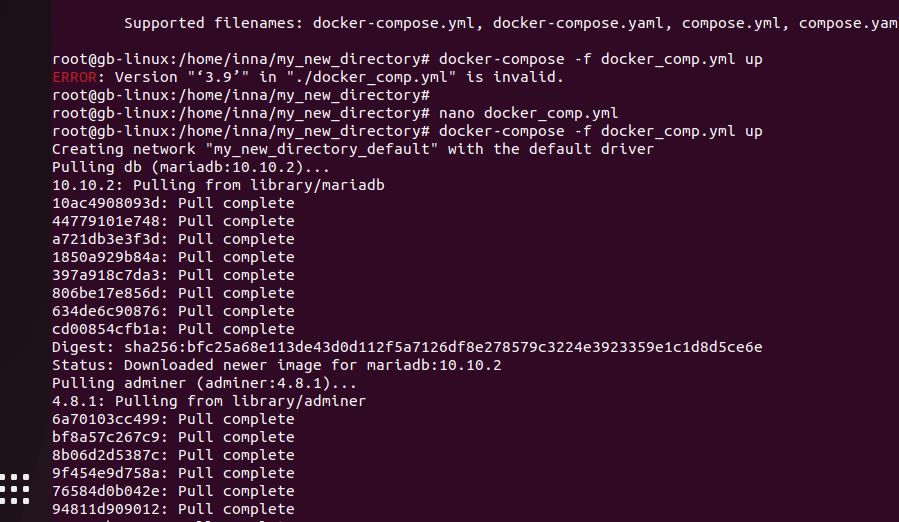 Supported filenames: docker-compose.yml, docker-compose.yaml, compose.yml, compose.yam
root@gb-linux:/home/inna/my_new_directory# docker-compose -f docker_comp.yml up
ERROR: Version "‘3.9’" in "./docker_comp.yml" is invalid.
root@gb-linux:/home/inna/my_new_directory#
root@gb-linux:/home/inna/my_new_directory# nano docker_comp.yml
root@gb-linux:/home/inna/my_new_directory# docker-compose -f docker_comp.yml up
Creating network "my_new_directory_default" with the default driver
Pulling db (mariadb:10.10.2)...
10.10.2: Pulling from library/mariadb
10ac4908093d: Pull complete
44779101e748: Pull complete
a721db3e3f3d: Pull complete
1850a929b84a: Pull complete
397a918c7da3: Pull complete
806be17e856d: Pull complete
634de6c90876: Pull complete
cd00854cfb1a: Pull complete
Digest: sha256:bfc25a68e113de43d0d112f5a7126df8e278579c3224e3923359e1c1d8d5ce6e
Status: Downloaded newer image for mariadb:10.10.2
Pulling adminer (adminer:4.8.1)...
4.8.1: Pulling from library/adminer
6a70103cc499: Pull complete
bf8a57c267c9: Pull complete
8b06d2d5387c: Pull complete
9f454e9d758a: Pull complete
76584d0b042e: Pull complete
94811d909012: Pull complete